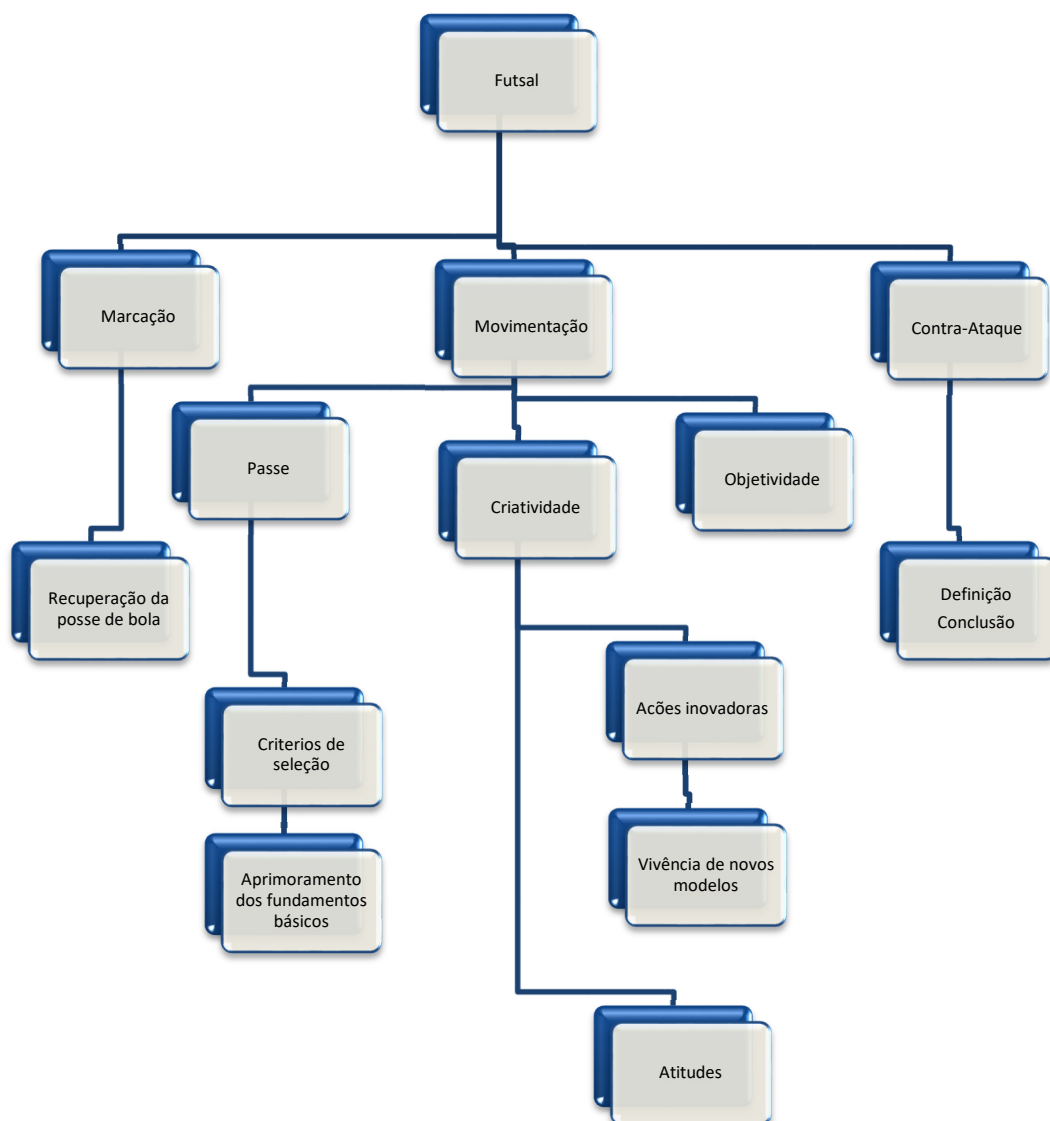 Futsal
Marcação
Movimentação
Contra-Ataque
Passe
Criatividade
Objetividade
Recuperação da
posse de bola
Definição
Conclusão
Criterios de
seleção
Acões inovadoras
Aprimoramento
dos fundamentos
básicos
Vivência de novos
modelos
Atitudes